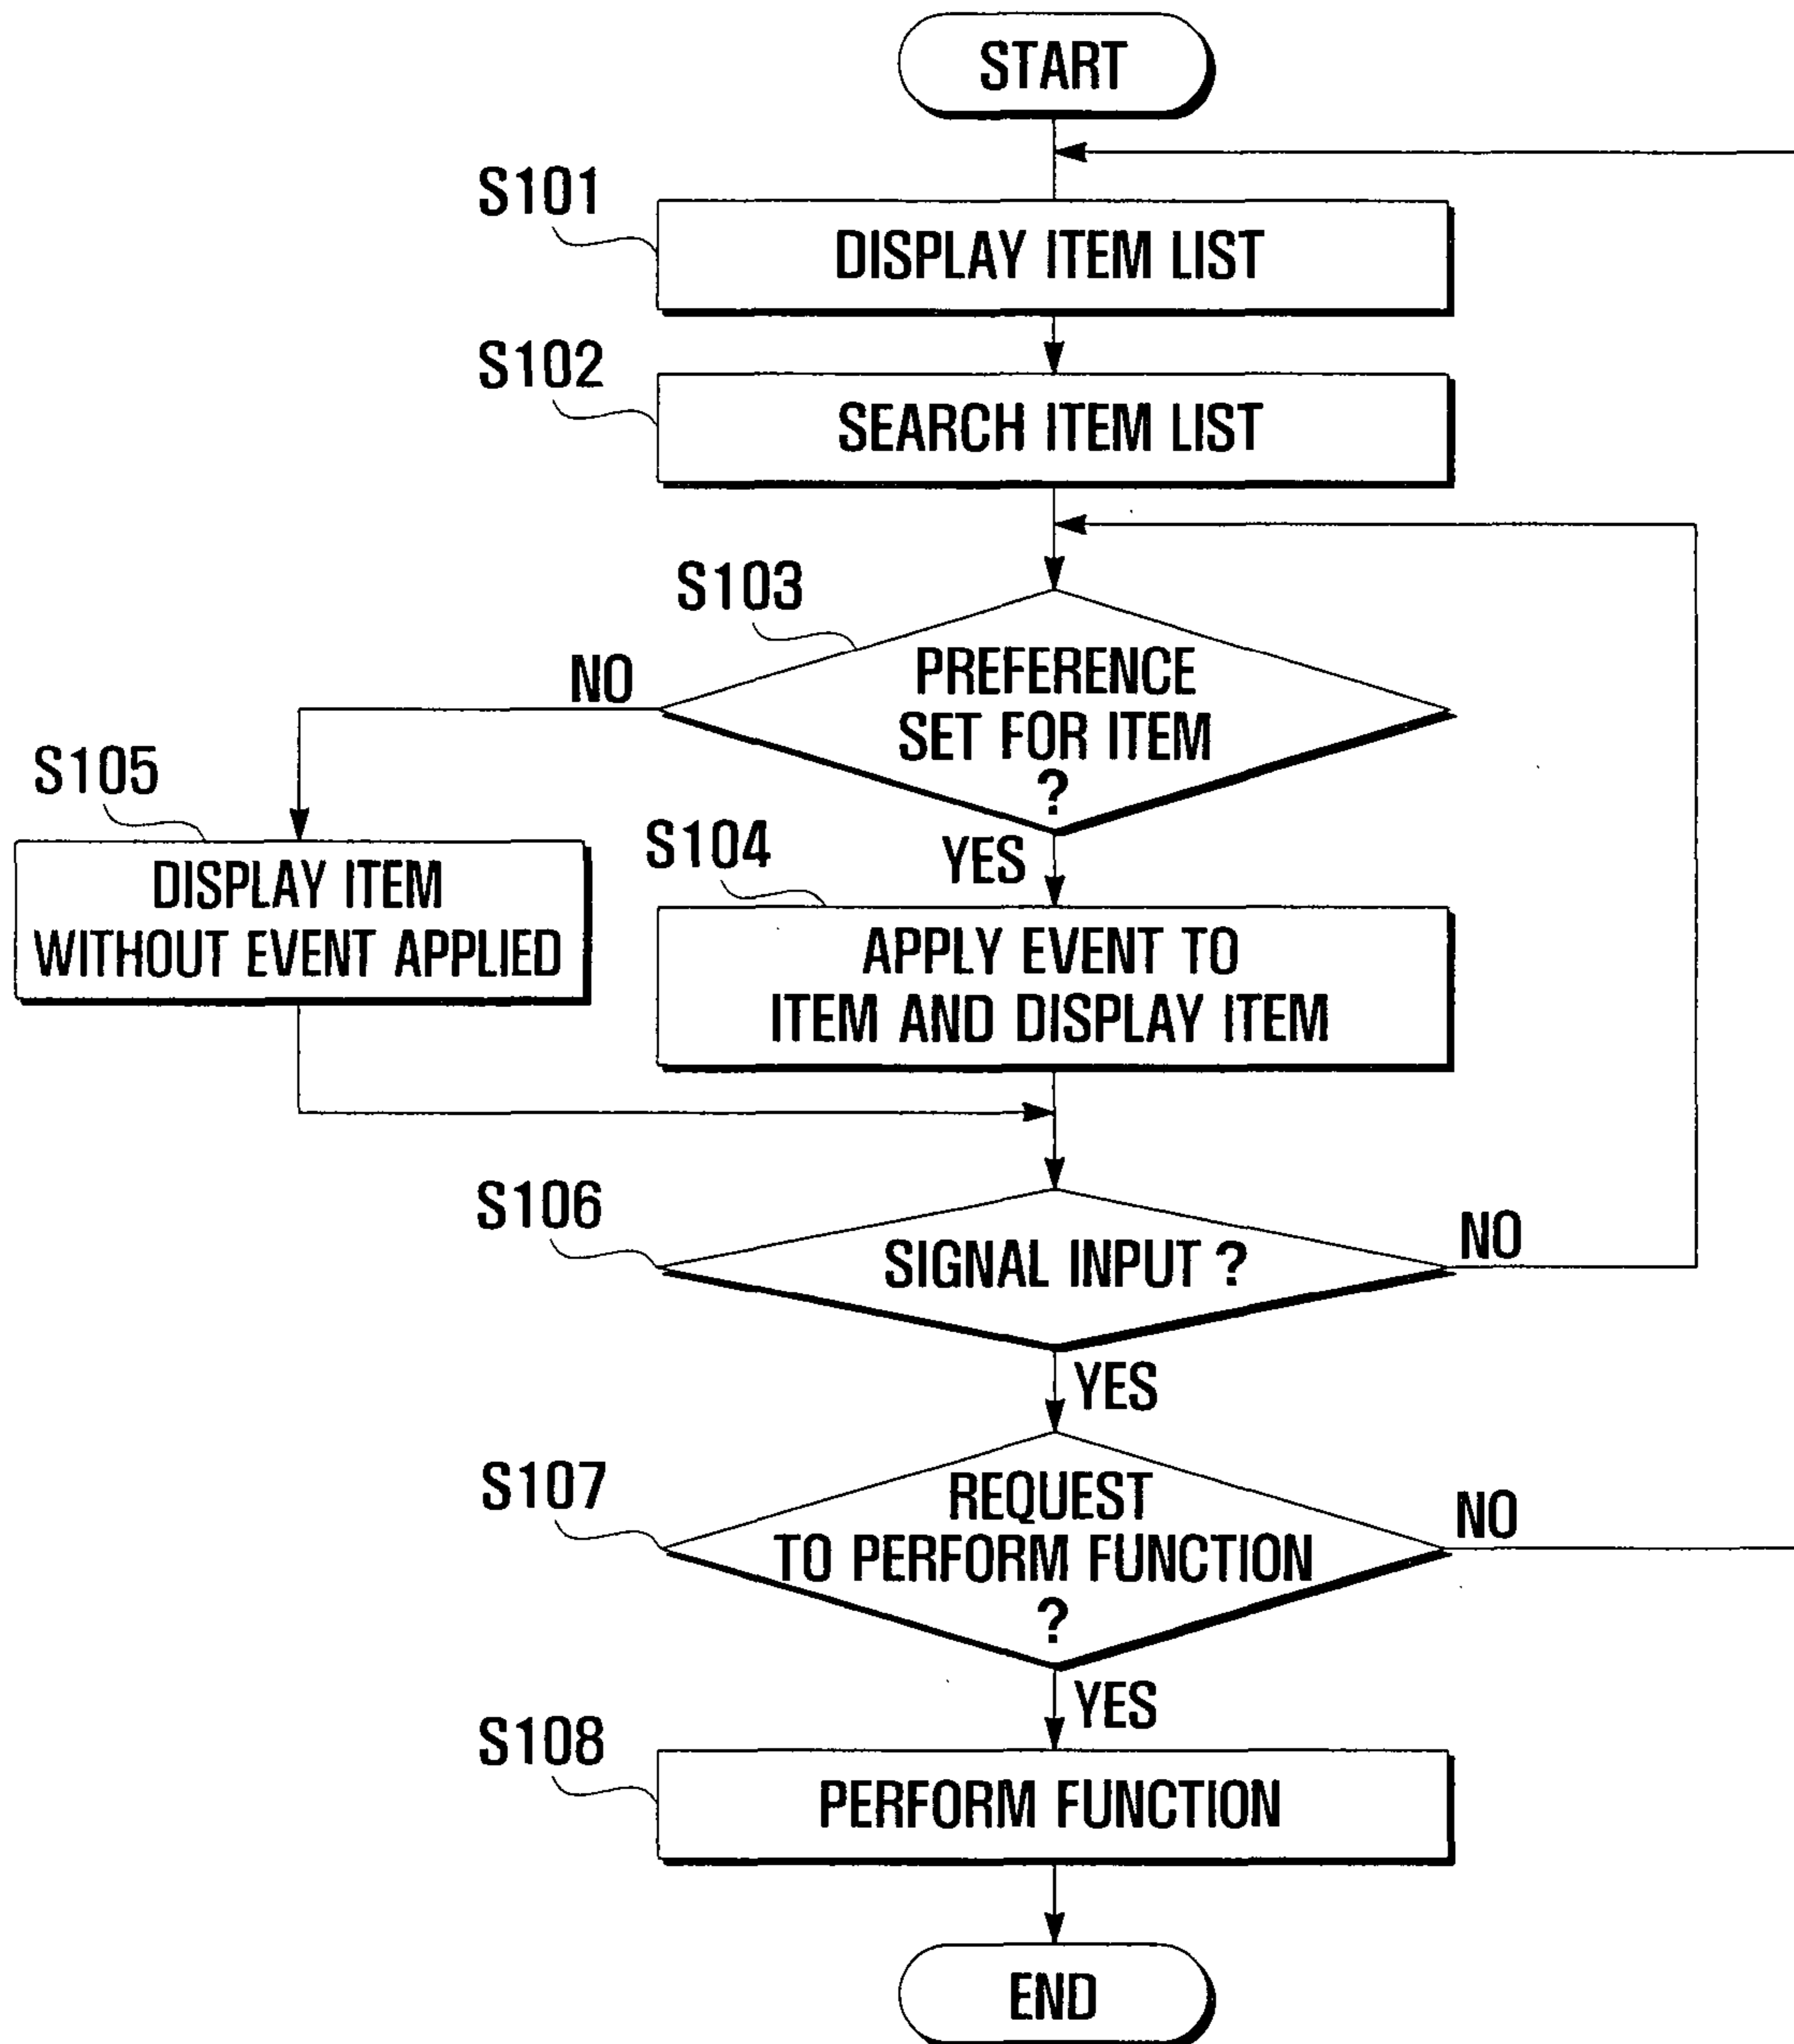 START
S101
DISPLAY ITEM LIST
S102
SEARCH ITEM LIST
S103
PREFERENCE
SET FOR ITEM
?
NO
YES
S105
DISPLAY ITEM
WITHOUT EVENT APPLIED
S104
APPLY EVENT TO
ITEM AND DISPLAY ITEM
S106
SIGNAL INPUT ?
NO
YES
S107
REQUEST
TO PERFORM FUNCTION
?
NO
YES
S108
PERFORM FUNCTION
END